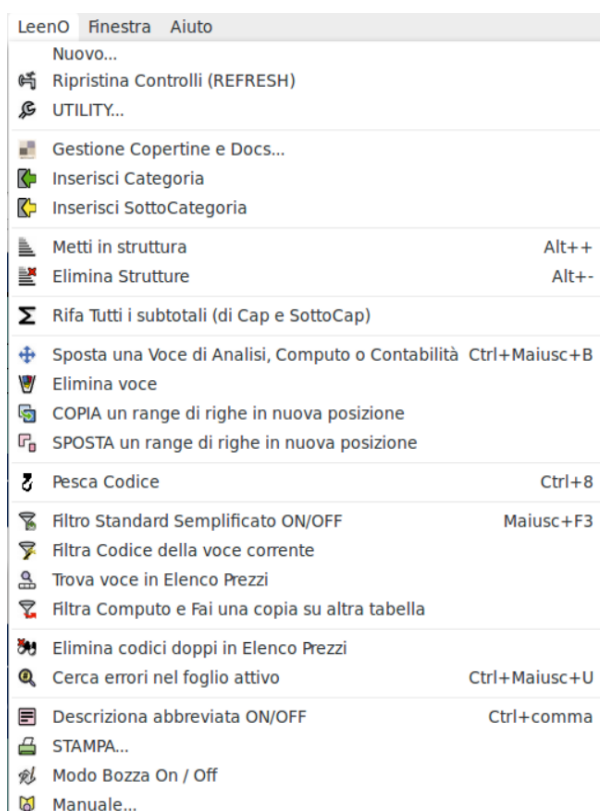 LeenO Finestra Aiuto
Nuovo...
Ripristina Controlli (REFRESH)
UTILITY...
Gestione Copertine e Docs...
Inserisci Categoria
Inserisci SottoCategoria
Metti in struttura Alt++
Elimina Strutture Alt+-
Rifa Tutti i subtotali (di Cap e SottoCap)
Sposta una Voce di Analisi, Computo o Contabilità Ctrl+Maiusc+B
Elimina voce
COPIA un range di righe in nuova posizione
SPOSTA un range di righe in nuova posizione
Pesca Codice Ctrl+8
Filtro Standard Semplificato ON/OFF Maiusc+F3
Filtra Codice della voce corrente
Trova voce in Elenco Prezzi
Filtra Computo e Fai una copia su altra tabella
Elimina codici doppi in Elenco Prezzi
Cerca errori nel foglio attivo Ctrl+Maiusc+U
Descriziona abbreviata ON/OFF Ctrl+comma
STAMPA...
Modo Bozza On / Off
Manuale...